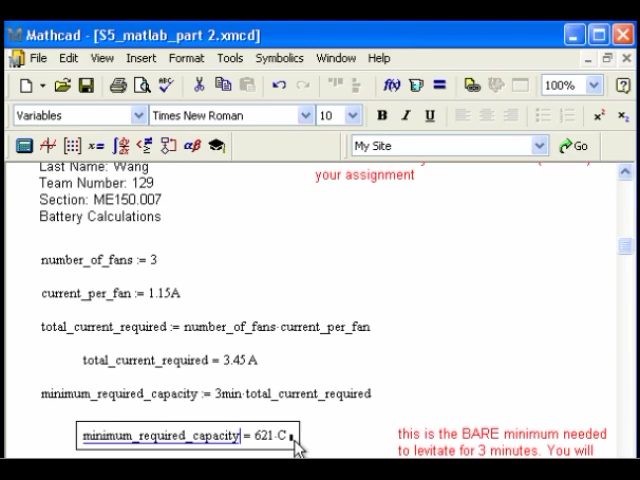 Mathcad - [S5_matlab_part 2.xmcd]
File Edit View Insert Format Tools Symbolics Window Help
100%
Variables Times New Roman 10 B I U
My Site Go
Last Name: Wang
your assignment
Team Number: 129
Section: ME150.007
Battery Calculations
number_of_fans := 3
current_per_fan := 1.15A
total_current_required := number_of_fans·current_per_fan
total_current_required = 3.45 A
minimum_required_capacity := 3min·total_current_required
minimum_required_capacity = 621·C
this is the BARE minimum needed
to levitate for 3 minutes. You will